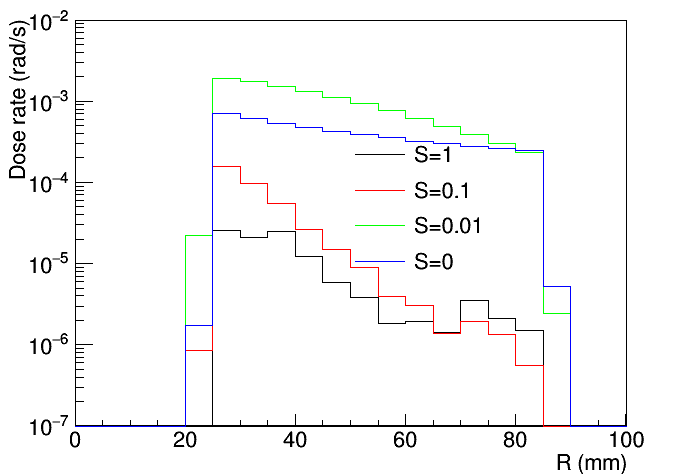 Dose rate (rad/s)
10⁻²
10⁻³
10⁻⁴
10⁻⁵
10⁻⁶
10⁻⁷
S=1
S=0.1
S=0.01
S=0
0 20 40 60 80 100
R (mm)